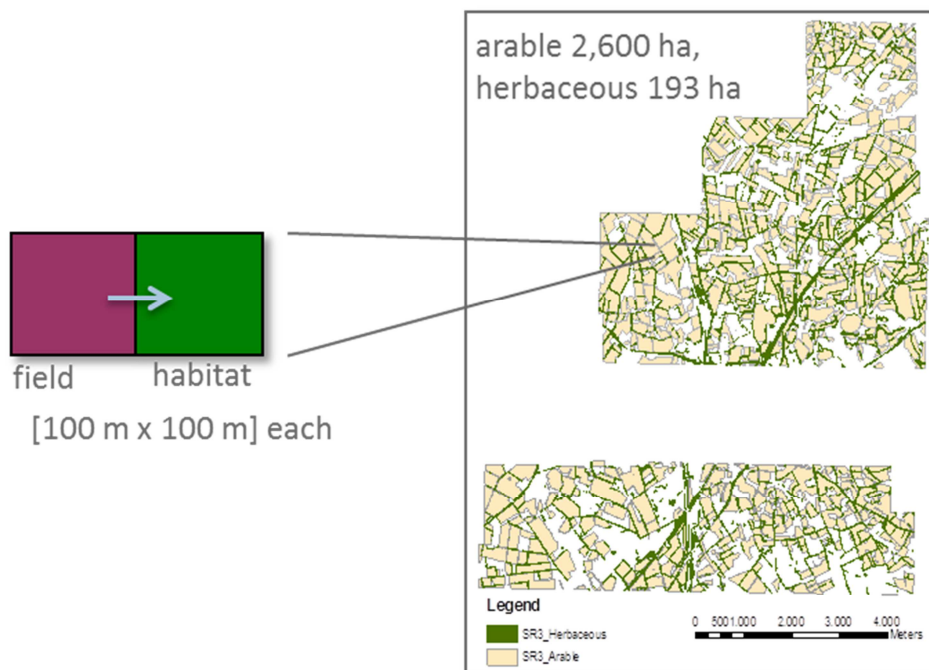 arable 2,600 ha,
herbaceous 193 ha
field habitat
[100 m x 100 m] each
Legend
SR3_Herbaceous
SR3_Arable
0 5001.000 2.000 3.000 4.000
Meters